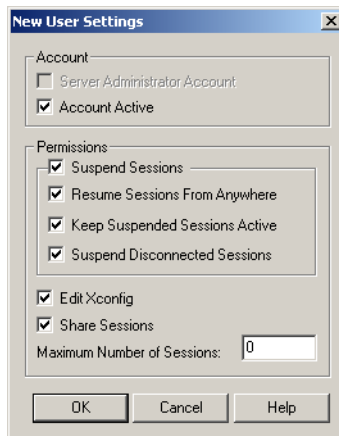 New User Settings
Account
Server Administrator Account
Account Active
Permissions
Suspend Sessions
Resume Sessions From Anywhere
Keep Suspended Sessions Active
Suspend Disconnected Sessions
Edit Xconfig
Share Sessions
Maximum Number of Sessions: 0
OK Cancel Help